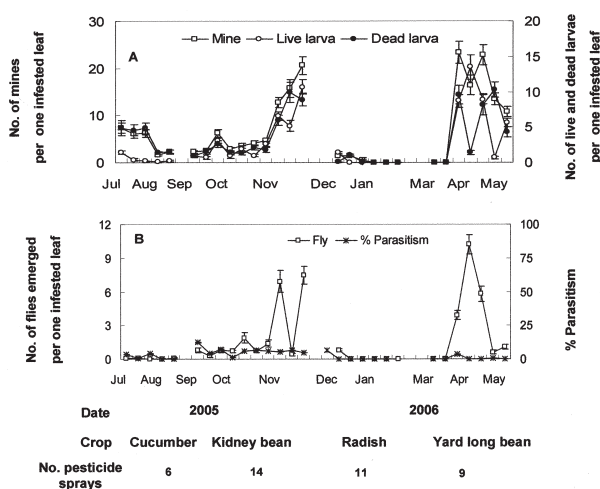 No. of mines
per one infested leaf
30
20
10
0
A
Mine Live larva Dead larva
20
15
10
5
0
No. of live and dead larvae
per one infested leaf
Jul Aug Sep Oct Nov Dec Jan Mar Apr May
No. of flies emerged
per one infested leaf
12
9
6
3
0
B
Fly % Parasitism
100
75
50
25
0
% Parasitism
Jul Aug Sep Oct Nov Dec Jan Mar Apr May
Date 2005 2006
Crop Cucumber Kidney bean Radish Yard long bean
No. pesticide
sprays 6 14 11 9